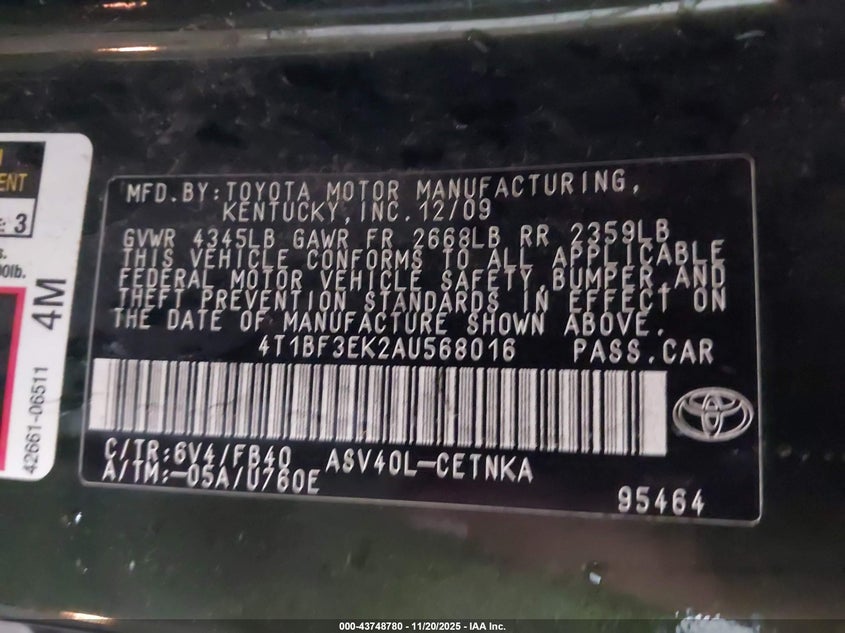 ENT
3
s.
0lb.
4M
42661-06511
MFD.BY:TOYOTA MOTOR MANUFACTURING,
KENTUCKY,INC.12/09
GVWR 4345LB GAWR FR 2668LB RR 2359LB
THIS VEHICLE CONFORMS TO ALL APPLICABLE
FEDERAL MOTOR VEHICLE SAFETY,BUMPER,AND
THEFT PREVENTION STANDARDS IN EFFECT ON
THE DATE OF MANUFACTURE SHOWN ABOVE.
4T1BF3EK2AU568016 PASS.CAR
C/TR:6V4/FB40 ASV40L-CETNKA
A/TM:-05A/U760E
95464
000-43748780 - 11/20/2025 - IAA Inc.